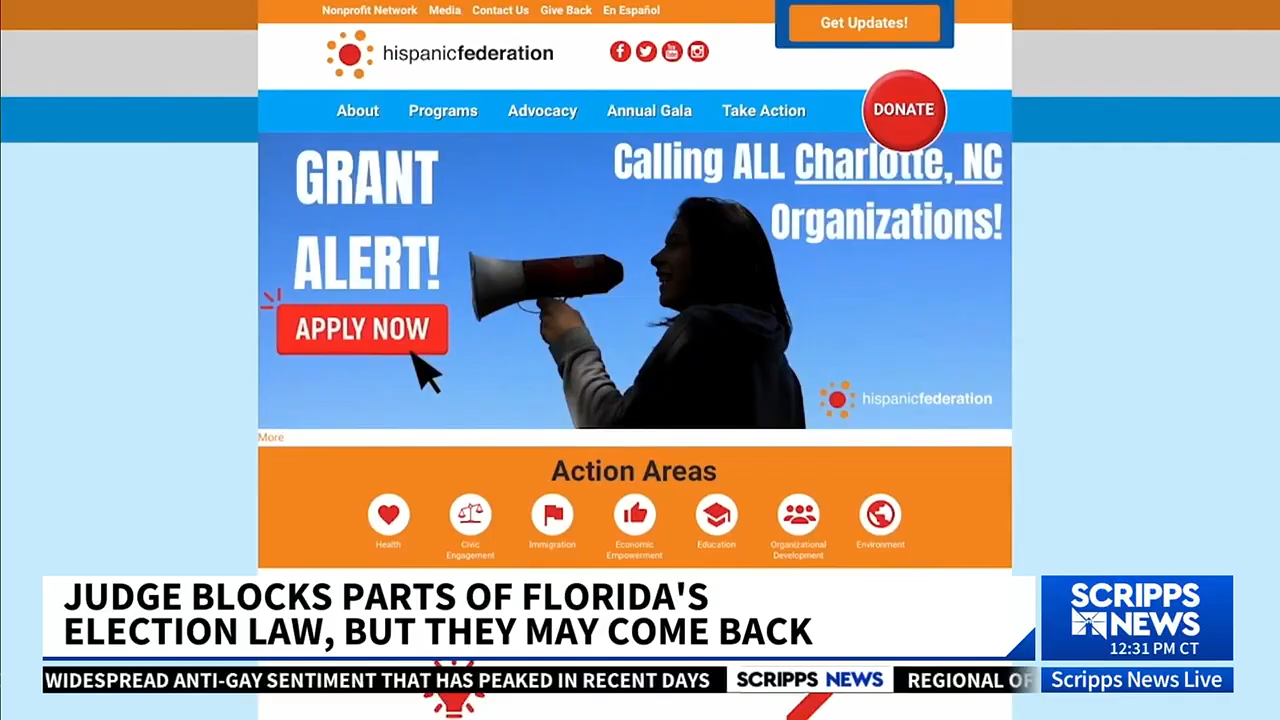 Nonprofit Network Media Contact Us Give Back En Español
Get Updates!
hispanicfederation
You Tube
About Programs Advocacy Annual Gala Take Action
DONATE
GRANT
ALERT!
APPLY NOW
Calling ALL Charlotte, NC
Organizations!
hispanicfederation
More
Action Areas
Health
Civic
Engagement
Immigration
Economic
Empowerment
Education
Organizational
Development
Environment
JUDGE BLOCKS PARTS OF FLORIDA'S
ELECTION LAW, BUT THEY MAY COME BACK
SCRIPPS
NEWS
12:31 PM CT
WIDESPREAD ANTI-GAY SENTIMENT THAT HAS PEAKED IN RECENT DAYS SCRIPPS NEWS REGIONAL OF
Scripps News Live